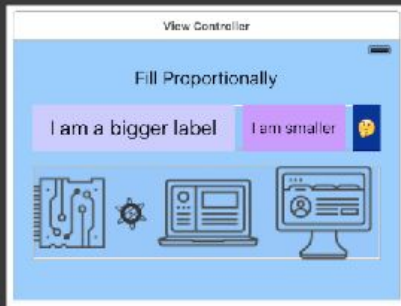 View Controller
Fill Proportionally
I am a bigger label
I am smaller
🤔